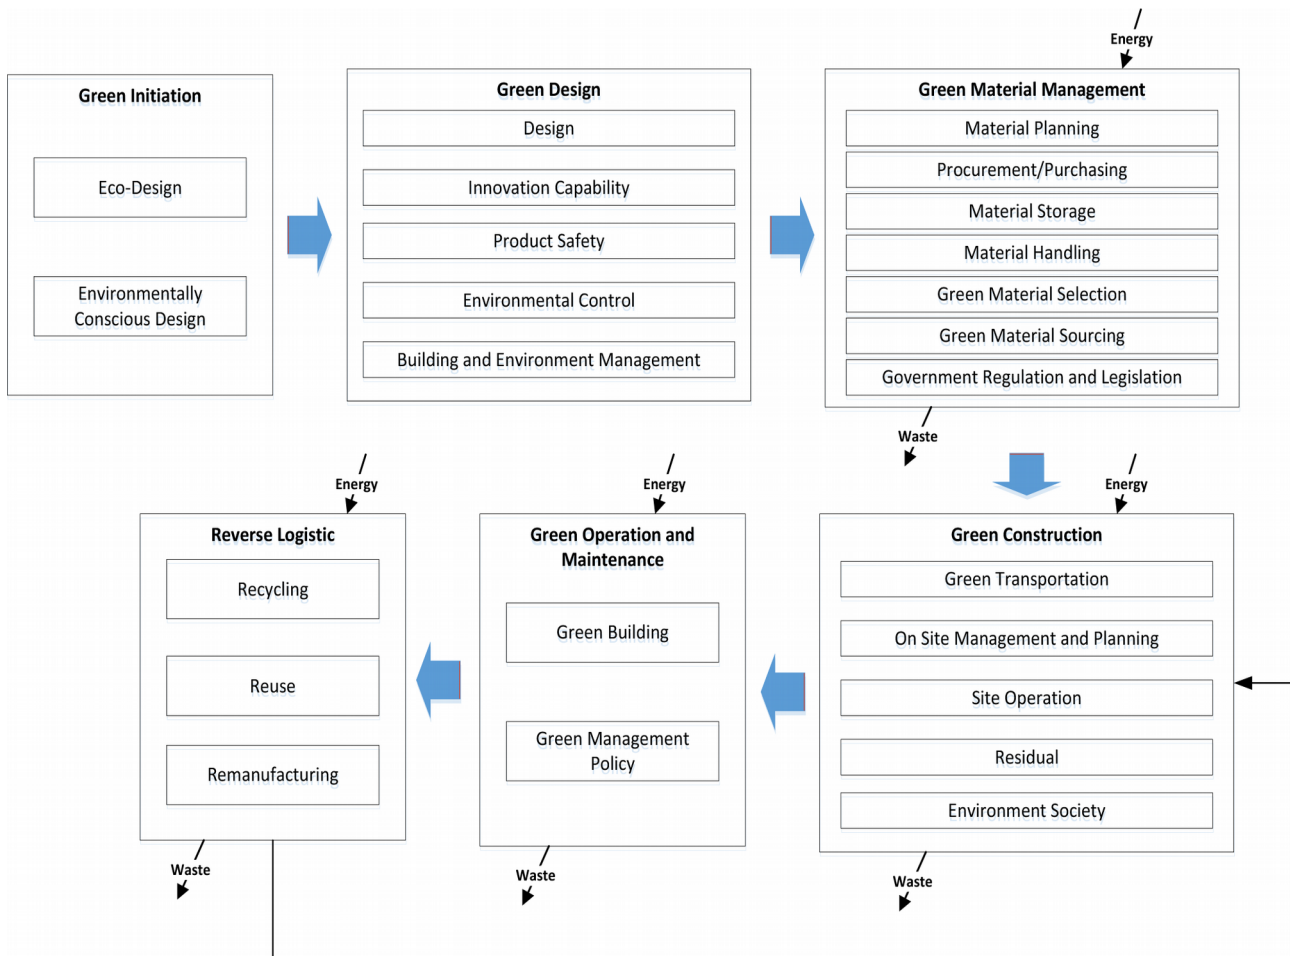 Energy
Green Initiation
Eco-Design
Environmentally
Conscious Design
Green Design
Design
Innovation Capability
Product Safety
Environmental Control
Building and Environment Management
Green Material Management
Material Planning
Procurement/Purchasing
Material Storage
Material Handling
Green Material Selection
Green Material Sourcing
Government Regulation and Legislation
Waste
Energy
Reverse Logistic
Recycling
Reuse
Remanufacturing
Waste
Energy
Green Operation and
Maintenance
Green Building
Green Management
Policy
Waste
Energy
Green Construction
Green Transportation
On Site Management and Planning
Site Operation
Residual
Environment Society
Waste